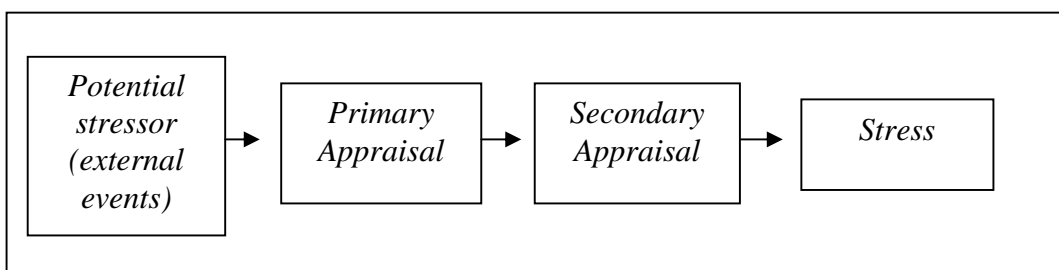 Potential
stressor
(external
events)
Primary
Appraisal
Secondary
Appraisal
Stress